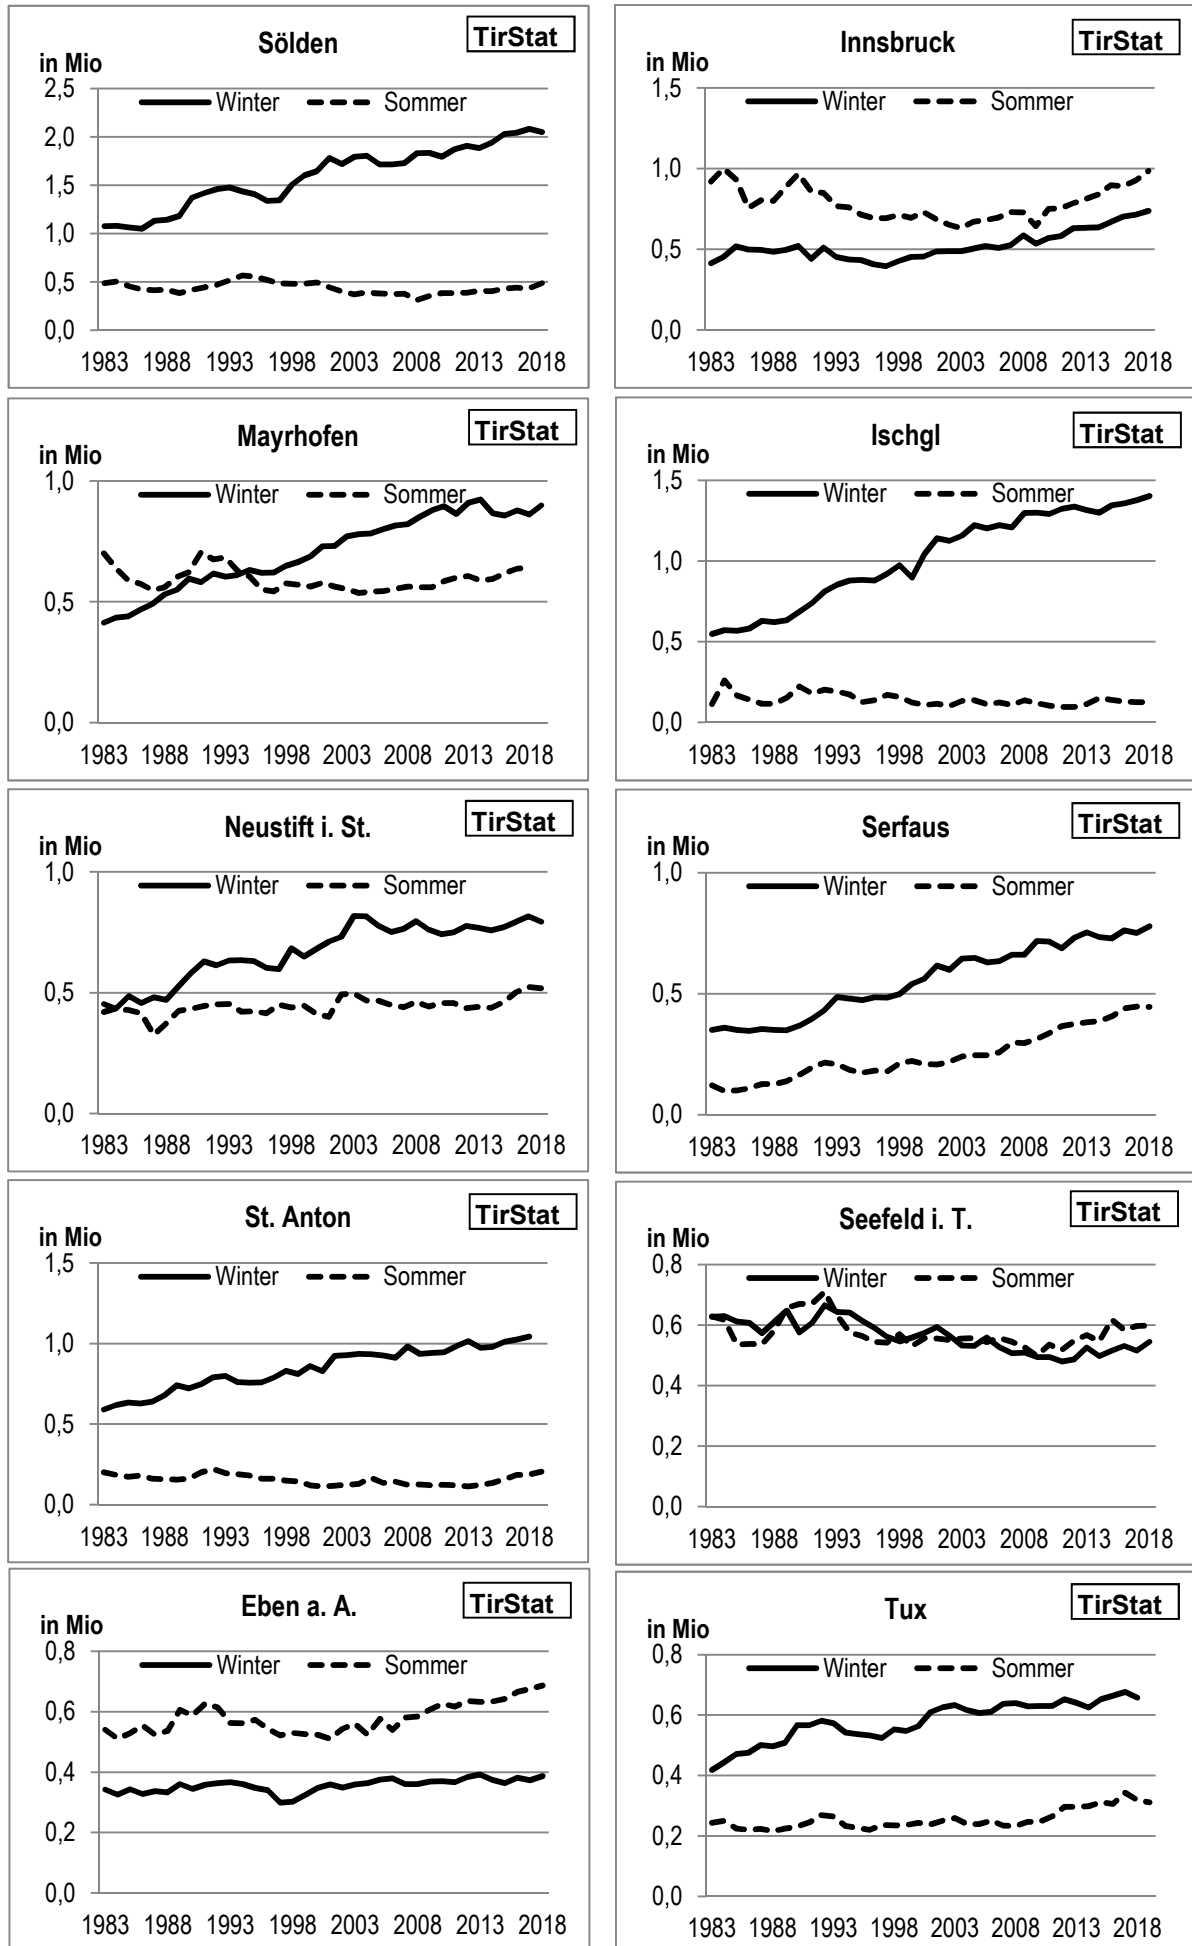 Sölden
TirStat
in Mio
2,5
Winter
Sommer
2,0
1,5
1,0
0,5
0,0
1983 1988 1993 1998 2003 2008 2013 2018
Innsbruck
TirStat
in Mio
1,5
Winter
Sommer
1,0
0,5
0,0
1983 1988 1993 1998 2003 2008 2013 2018
Mayrhofen
TirStat
in Mio
1,0
Winter
Sommer
0,5
0,0
1983 1988 1993 1998 2003 2008 2013 2018
Ischgl
TirStat
in Mio
1,5
Winter
Sommer
1,0
0,5
0,0
1983 1988 1993 1998 2003 2008 2013 2018
Neustift i. St.
TirStat
in Mio
1,0
Winter
Sommer
0,5
0,0
1983 1988 1993 1998 2003 2008 2013 2018
Serfaus
TirStat
in Mio
1,0
Winter
Sommer
0,5
0,0
1983 1988 1993 1998 2003 2008 2013 2018
St. Anton
TirStat
in Mio
1,5
Winter
Sommer
1,0
0,5
0,0
1983 1988 1993 1998 2003 2008 2013 2018
Seefeld i. T.
TirStat
in Mio
0,8
Winter
Sommer
0,6
0,4
0,2
0,0
1983 1988 1993 1998 2003 2008 2013 2018
Eben a. A.
TirStat
in Mio
0,8
Winter
Sommer
0,6
0,4
0,2
0,0
1983 1988 1993 1998 2003 2008 2013 2018
Tux
TirStat
in Mio
0,8
Winter
Sommer
0,6
0,4
0,2
0,0
1983 1988 1993 1998 2003 2008 2013 2018